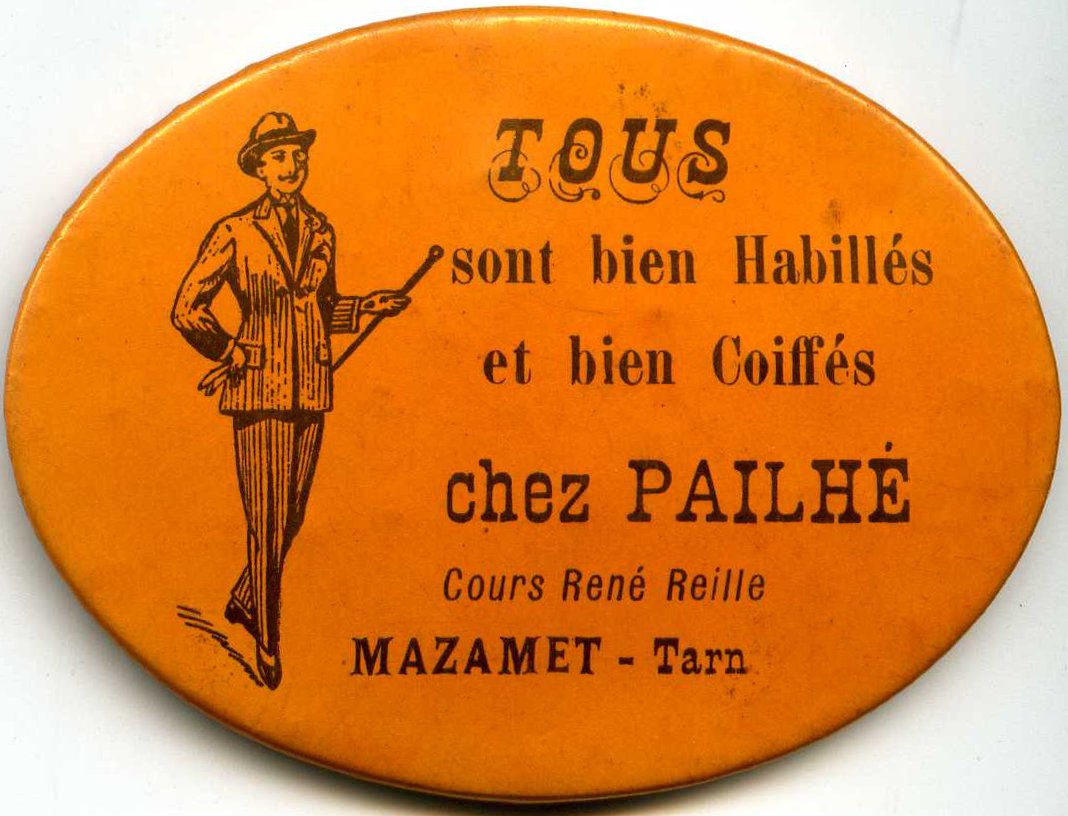 TOUS
sont bien Habillés
et bien Coiffés
chez PAILHÉ
Cours René Reille
MAZAMET - Tarn